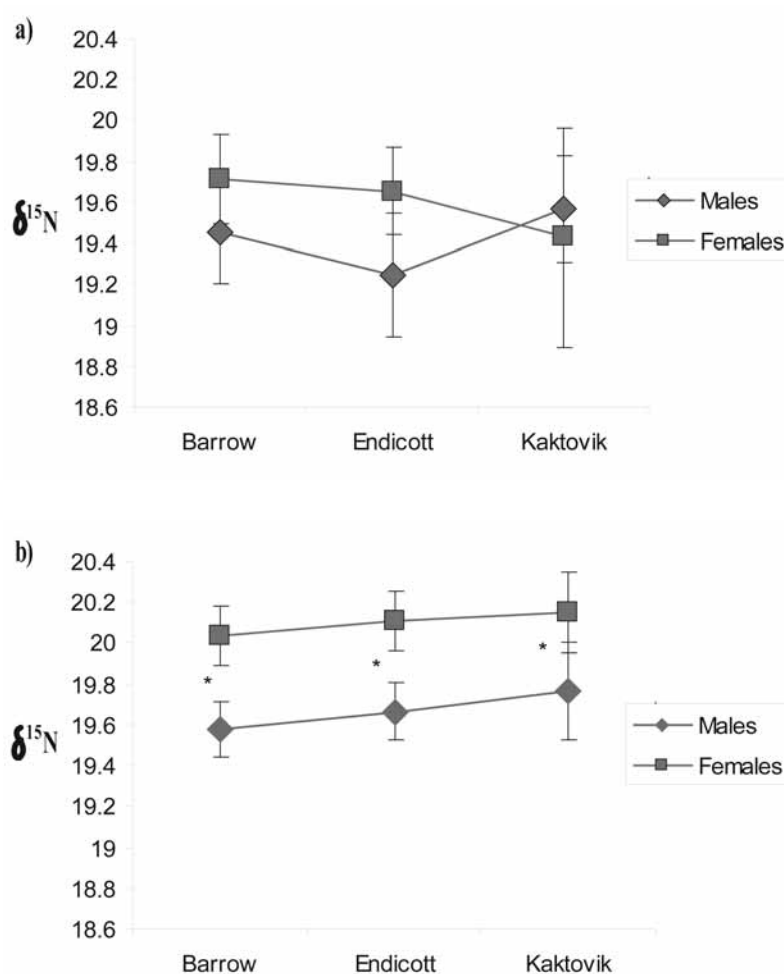 a)
20.4
20.2
20
19.8
19.6
19.4
19.2
19
18.8
18.6
δ¹⁵N
Barrow Endicott Kaktovik
Males
Females
b)
20.4
20.2
20
19.8
19.6
19.4
19.2
19
18.8
18.6
δ¹⁵N
*
*
*
Barrow Endicott Kaktovik
Males
Females